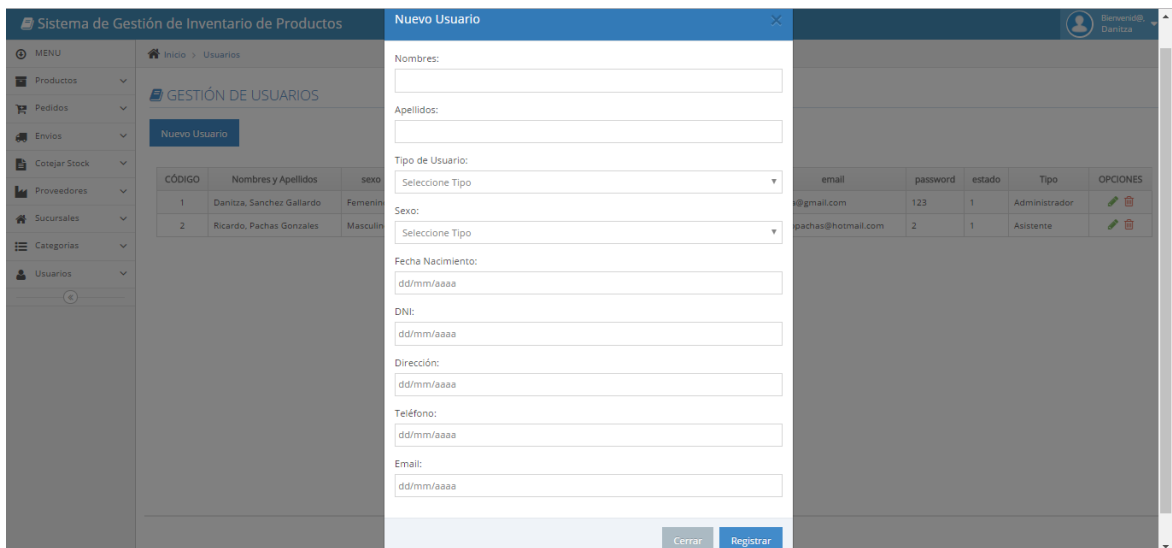 Sistema de Gestión de Inventario de Productos
Nuevo Usuario
Bienvenid@,
Danitza
MENU
Inicio > Usuarios
Productos
Pedidos
Envios
Cotejar Stock
Proveedores
Sucursales
Categorias
Usuarios
GESTIÓN DE USUARIOS
Nuevo Usuario
CÓDIGO Nombres y Apellidos sexo email password estado Tipo OPCIONES
1 Danitza, Sanchez Gallardo Femenin a@gmail.com 123 1 Administrador
2 Ricardo, Pachas Gonzales Masculin pachas@hotmail.com 2 1 Asistente
Nombres:
Apellidos:
Tipo de Usuario:
Seleccione Tipo
Sexo:
Seleccione Tipo
Fecha Nacimiento:
dd/mm/aaaa
DNI:
dd/mm/aaaa
Dirección:
dd/mm/aaaa
Teléfono:
dd/mm/aaaa
Email:
dd/mm/aaaa
Cerrar Registrar